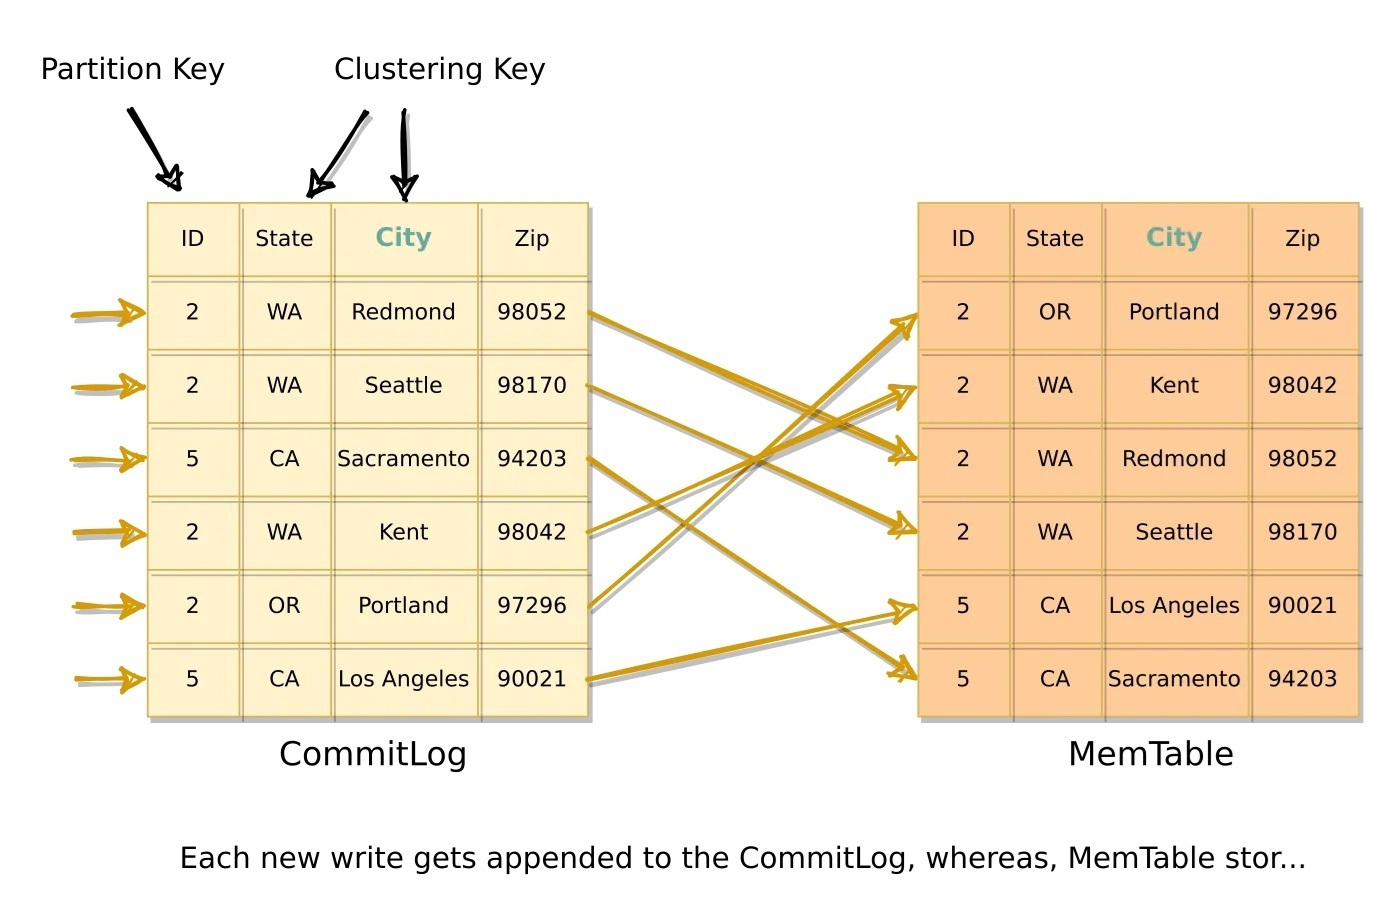 Partition Key Clustering Key
ID State City Zip ID State City Zip
2 WA Redmond 98052 2 OR Portland 97296
2 WA Seattle 98170 2 WA Kent 98042
5 CA Sacramento 94203 2 WA Redmond 98052
2 WA Kent 98042 2 WA Seattle 98170
2 OR Portland 97296 5 CA Los Angeles 90021
5 CA Los Angeles 90021 5 CA Sacramento 94203
CommitLog MemTable
Each new write gets appended to the CommitLog, whereas, MemTable stor...